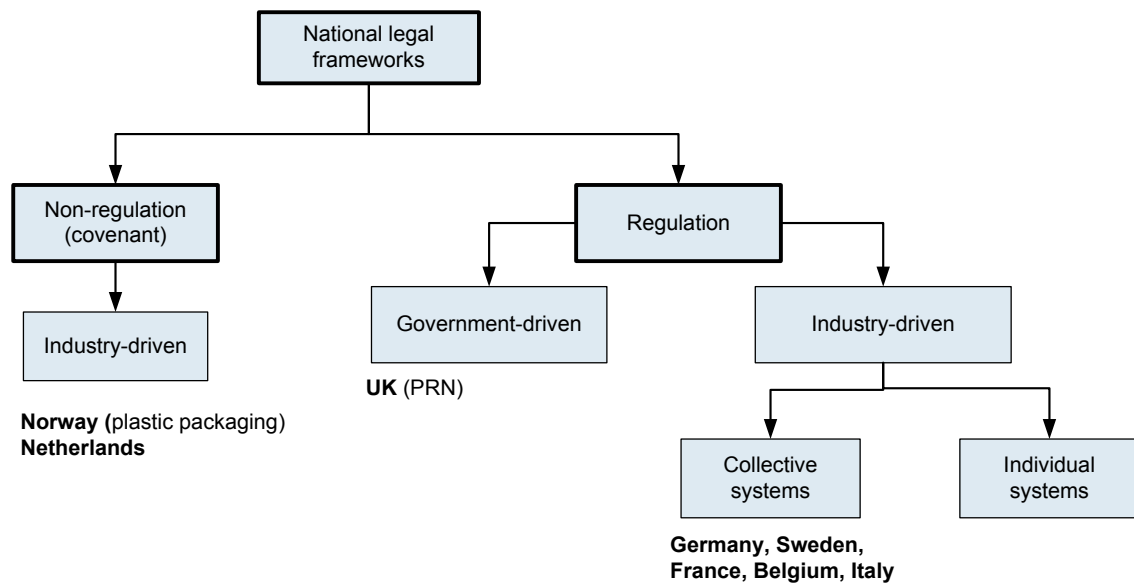 National legal
frameworks
Non-regulation
(covenant)
Regulation
Industry-driven
Government-driven
Industry-driven
Norway (plastic packaging)
Netherlands
UK (PRN)
Collective
systems
Individual
systems
Germany, Sweden,
France, Belgium, Italy